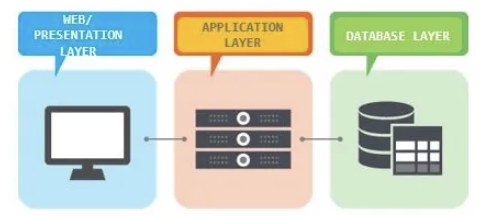 WEB/
PRESENTATION
LAYER
APPLICATION
LAYER
DATABASE LAYER